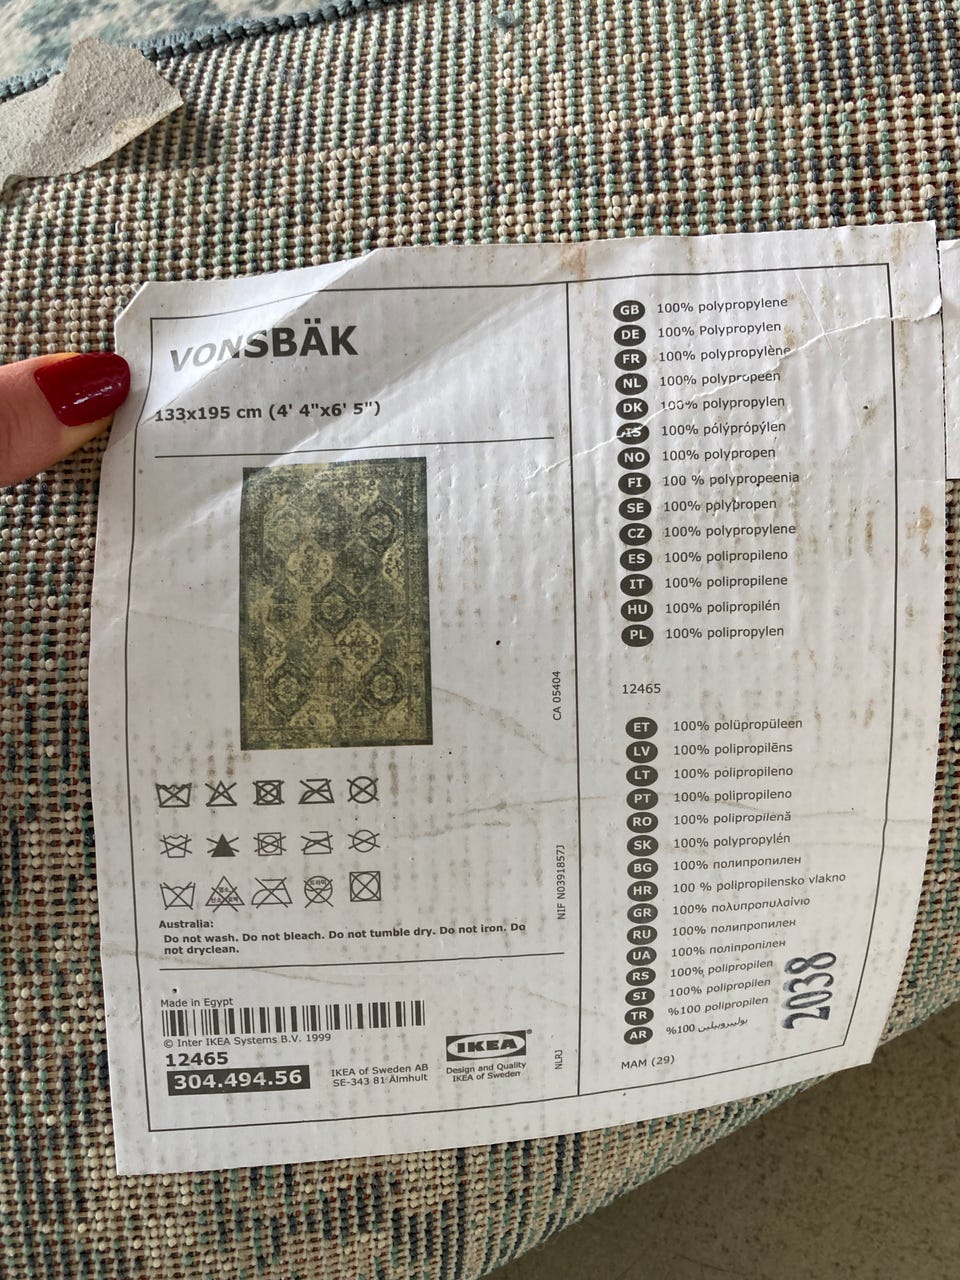 VONSBÄK
133x195 cm (4' 4"x6' 5")
CA 05404
NIF N0391857J
Australia:
Do not wash. Do not bleach. Do not tumble dry. Do not iron. Do
not dryclean.
Made in Egypt
© Inter IKEA Systems B.V. 1999
12465
304.494.56
IKEA of Sweden AB
SE-343 81 Älmhult
IKEA®
Design and Quality
IKEA of Sweden
NLRJ
GB 100% polypropylene
DE 100% Polypropylen
FR 100% polypropylène
NL 100% polypropeen
DK 100% polypropylen
IS 100% pólýprópýlen
NO 100% polypropen
FI 100 % polypropeenia
SE 100% polypropen
CZ 100% polypropylene
ES 100% polipropileno
IT 100% polipropilene
HU 100% polipropilén
PL 100% polipropylen
12465
ET 100% polüpropüleen
LV 100% polipropilēns
LT 100% polipropileno
PT 100% polipropileno
RO 100% polipropilenă
SK 100% polypropylén
BG 100% полипропилен
HR 100 % polipropilensko vlakno
GR 100% πολυπροπυλαίνιο
RU 100% полипропилен
UA 100% поліпропілен
RS 100% polipropilen
SI 100% polipropilen
TR %100 polipropilen
AR %100 بوليبروبيلين
MAM (29)
2038